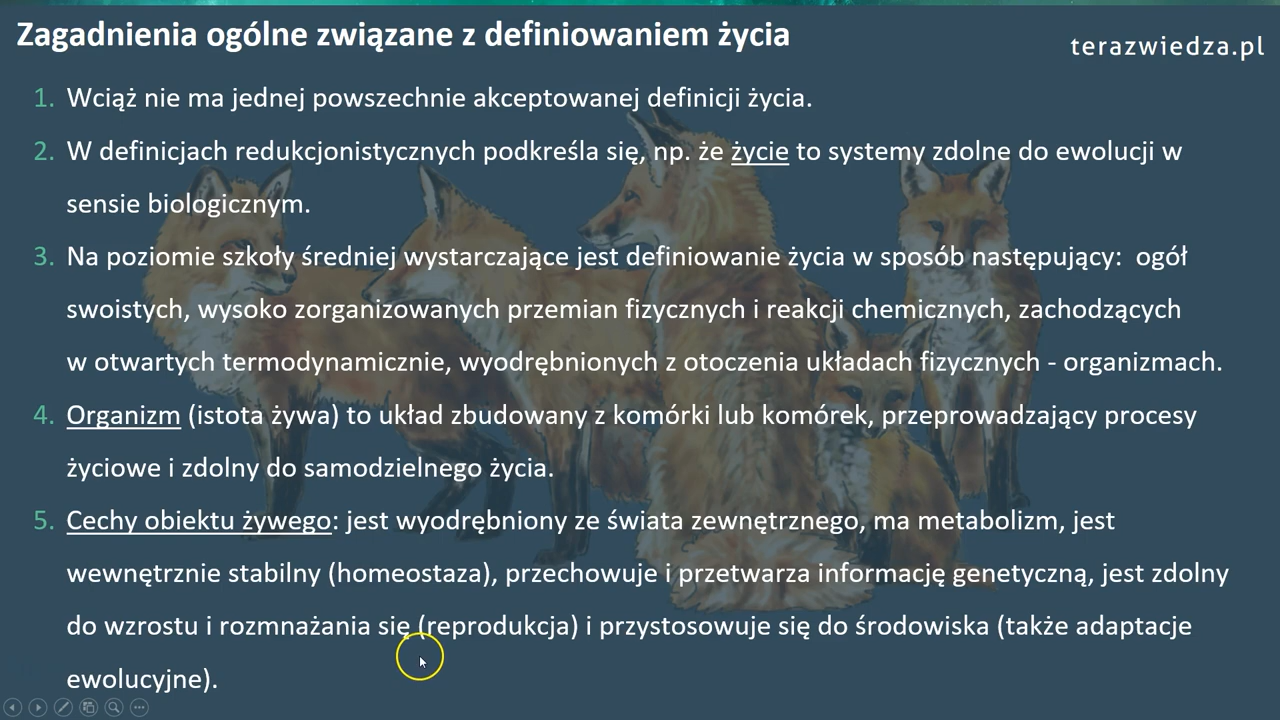 Zagadnienia ogólne związane z definiowaniem życia
terazwiedza.pl
1. Wciąż nie ma jednej powszechnie akceptowanej definicji życia.
2. W definicjach redukcjonistycznych podkreśla się, np. że życie to systemy zdolne do ewolucji w
sensie biologicznym.
3. Na poziomie szkoły średniej wystarczające jest definiowanie życia w sposób następujący: ogół
swoistych, wysoko zorganizowanych przemian fizycznych i reakcji chemicznych, zachodzących
w otwartych termodynamicznie, wyodrębnionych z otoczenia układach fizycznych - organizmach.
4. Organizm (istota żywa) to układ zbudowany z komórki lub komórek, przeprowadzający procesy
życiowe i zdolny do samodzielnego życia.
5. Cechy obiektu żywego: jest wyodrębniony ze świata zewnętrznego, ma metabolizm, jest
wewnętrznie stabilny (homeostaza), przechowuje i przetwarza informację genetyczną, jest zdolny
do wzrostu i rozmnażania się (reprodukcja) i przystosowuje się do środowiska (także adaptacje
ewolucyjne).